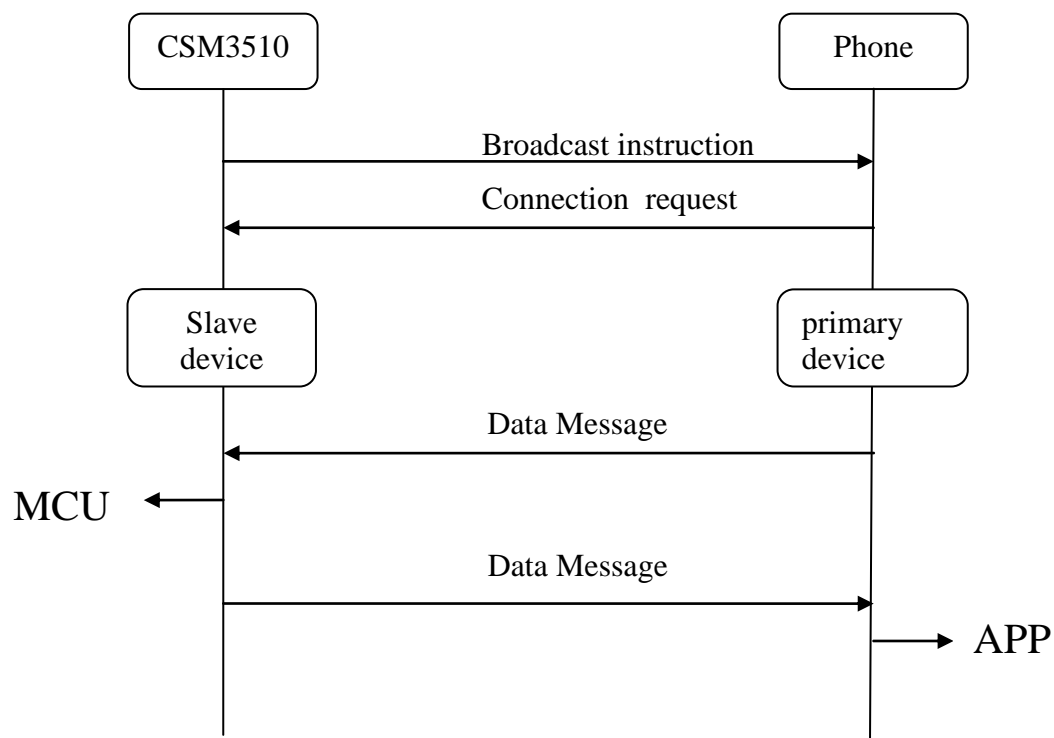 CSM3510
Phone
Broadcast instruction
Connection request
Slave
device
primary
device
Data Message
MCU
Data Message
APP